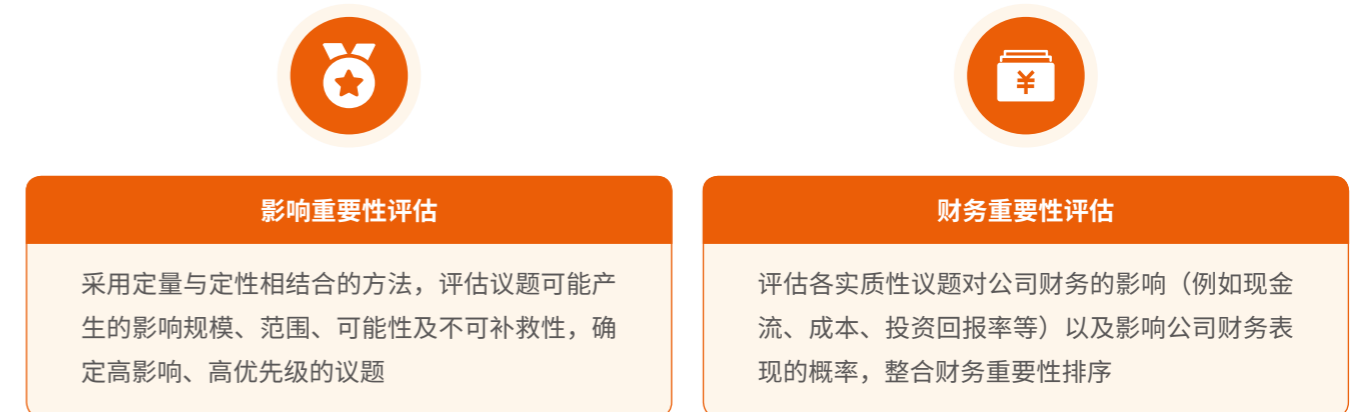 ¥
影响重要性评估
采用定量与定性相结合的方法，评估议题可能产
生的影响规模、范围、可能性及不可补救性，确
定高影响、高优先级的议题
财务重要性评估
评估各实质性议题对公司财务的影响（例如现金
流、成本、投资回报率等）以及影响公司财务表
现的概率，整合财务重要性排序